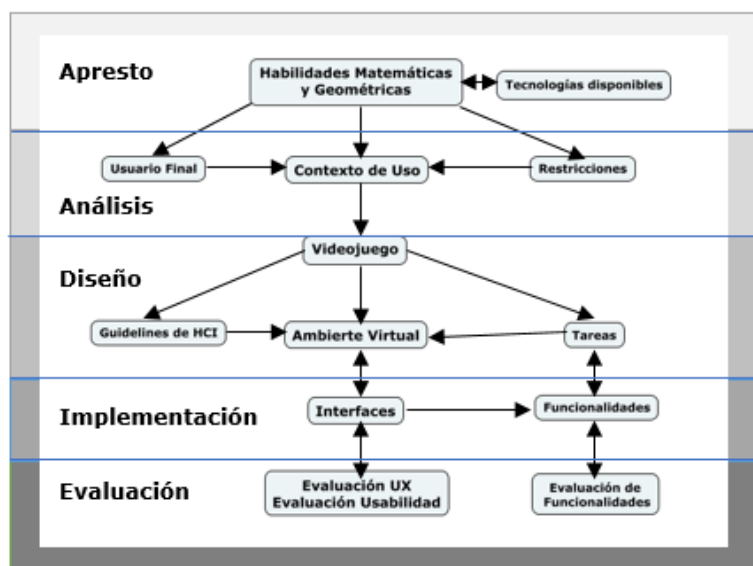 Apresto
Habilidades Matemáticas
y Geométricas
Tecnologías disponibles
Usuario Final
Contexto de Uso
Restricciones
Análisis
Videojuego
Diseño
Guidelines de HCI
Ambierte Virtual
Tareas
Implementación
Interfaces
Funcionalidades
Evaluación
Evaluación UX
Evaluación Usabilidad
Evaluación de
Funcionalidades